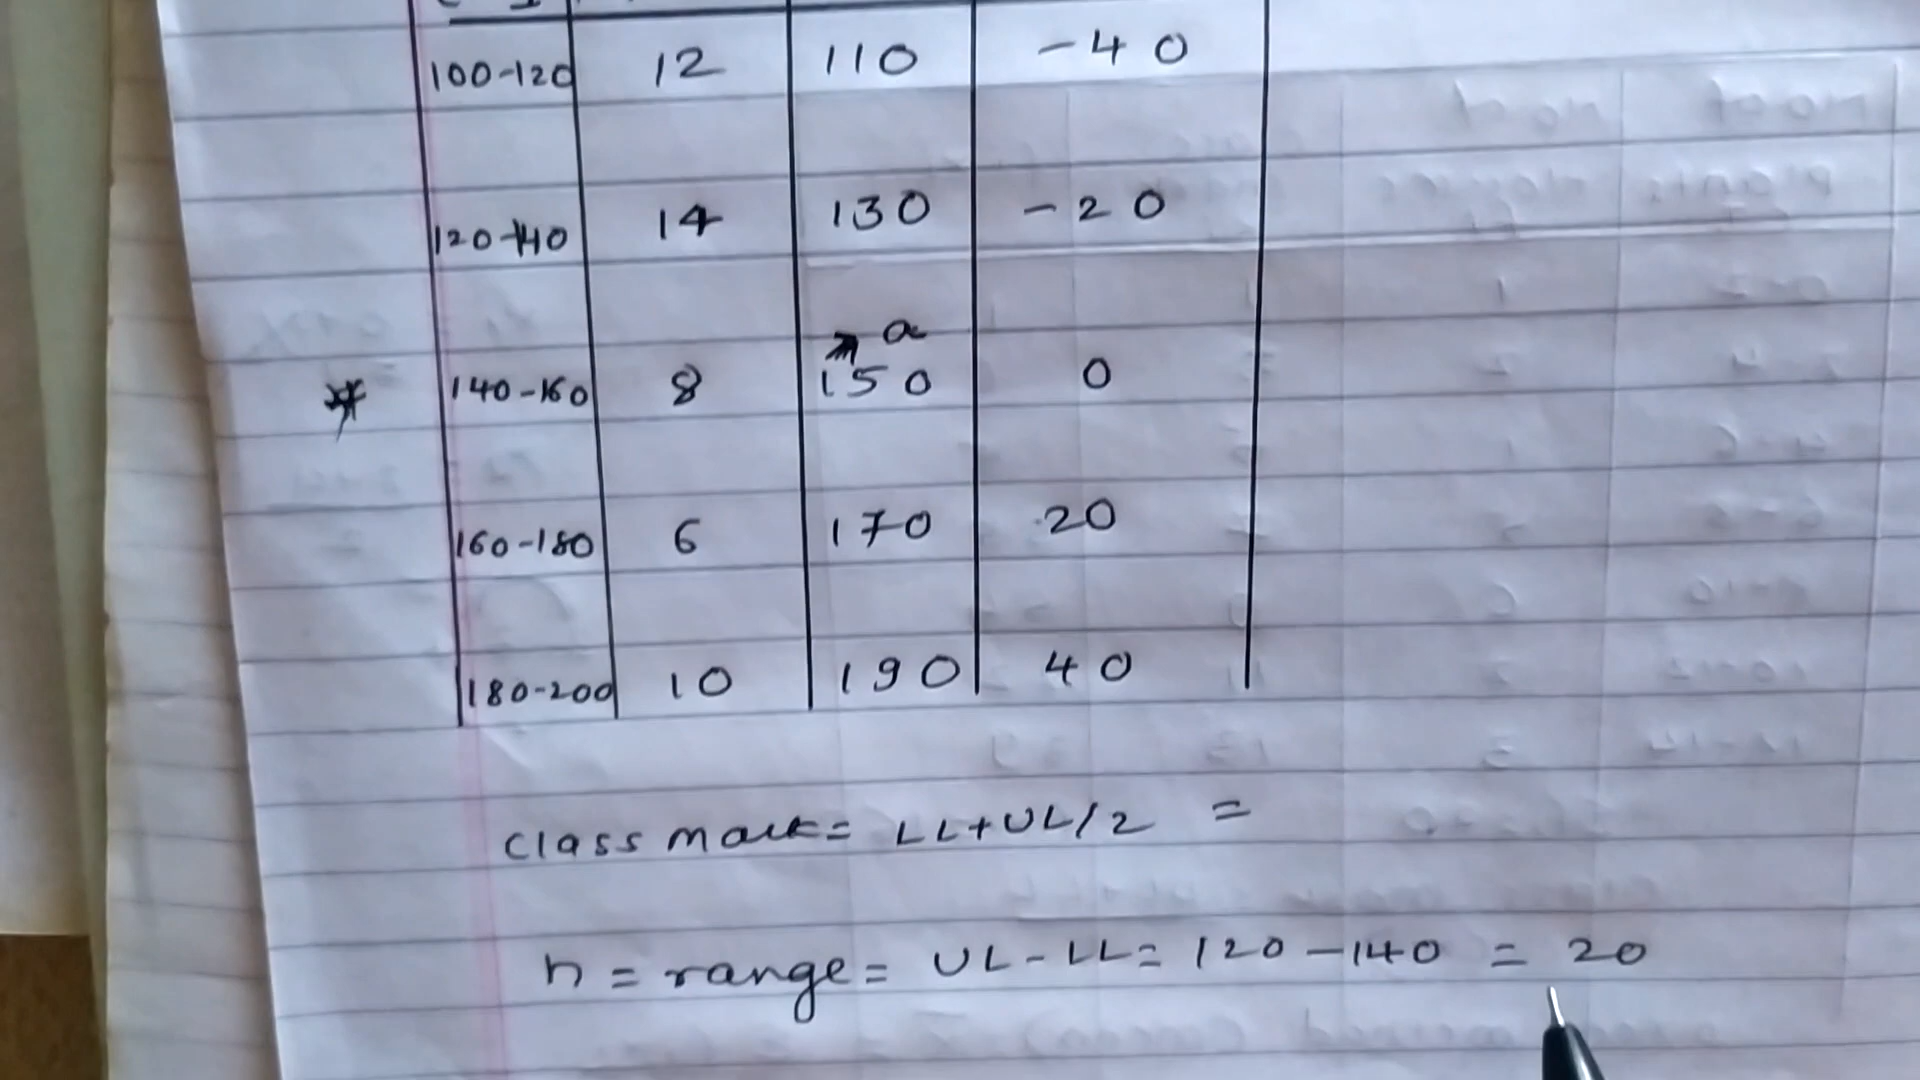 100-120 12 110 -40
120-140 14 130 -20
a
* 140-160 8 150 0
160-180 6 170 20
180-200 10 190 40
class mark = LL+UL/2 =
h = range = UL-LL = 120-140 = 20